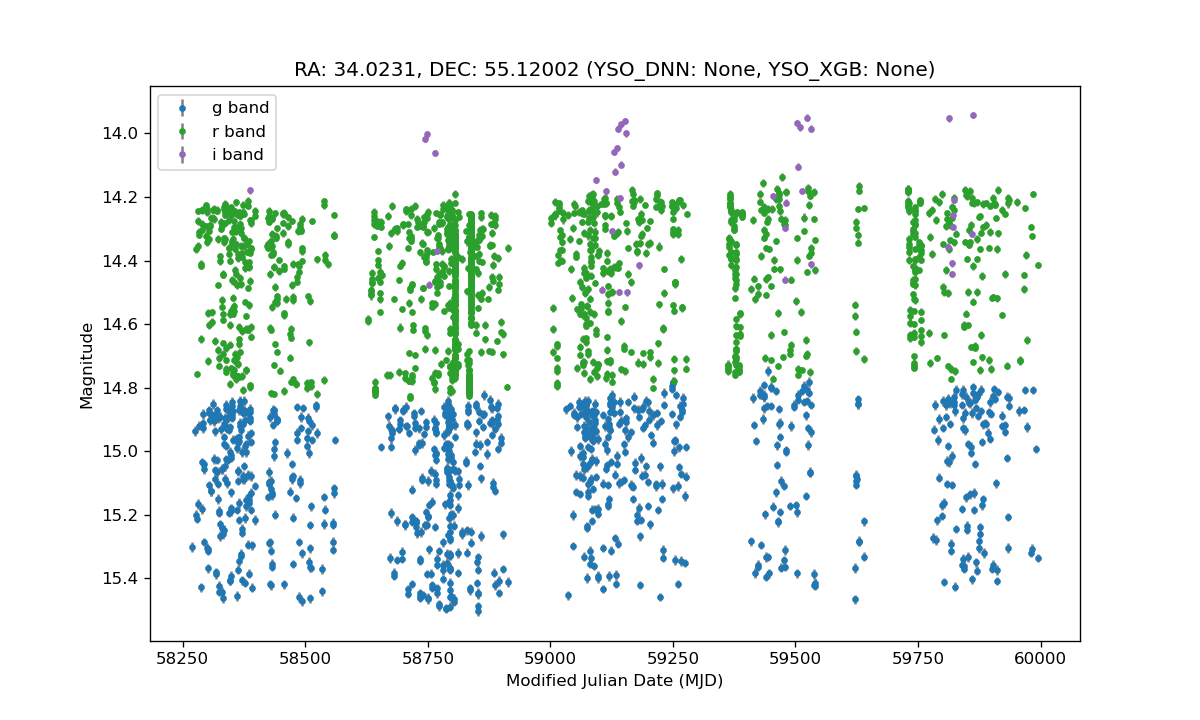 RA: 34.0231, DEC: 55.12002 (YSO_DNN: None, YSO_XGB: None)
g band
r band
i band
14.0
14.2
14.4
14.6
14.8
15.0
15.2
15.4
Magnitude
58250 58500 58750 59000 59250 59500 59750 60000
Modified Julian Date (MJD)